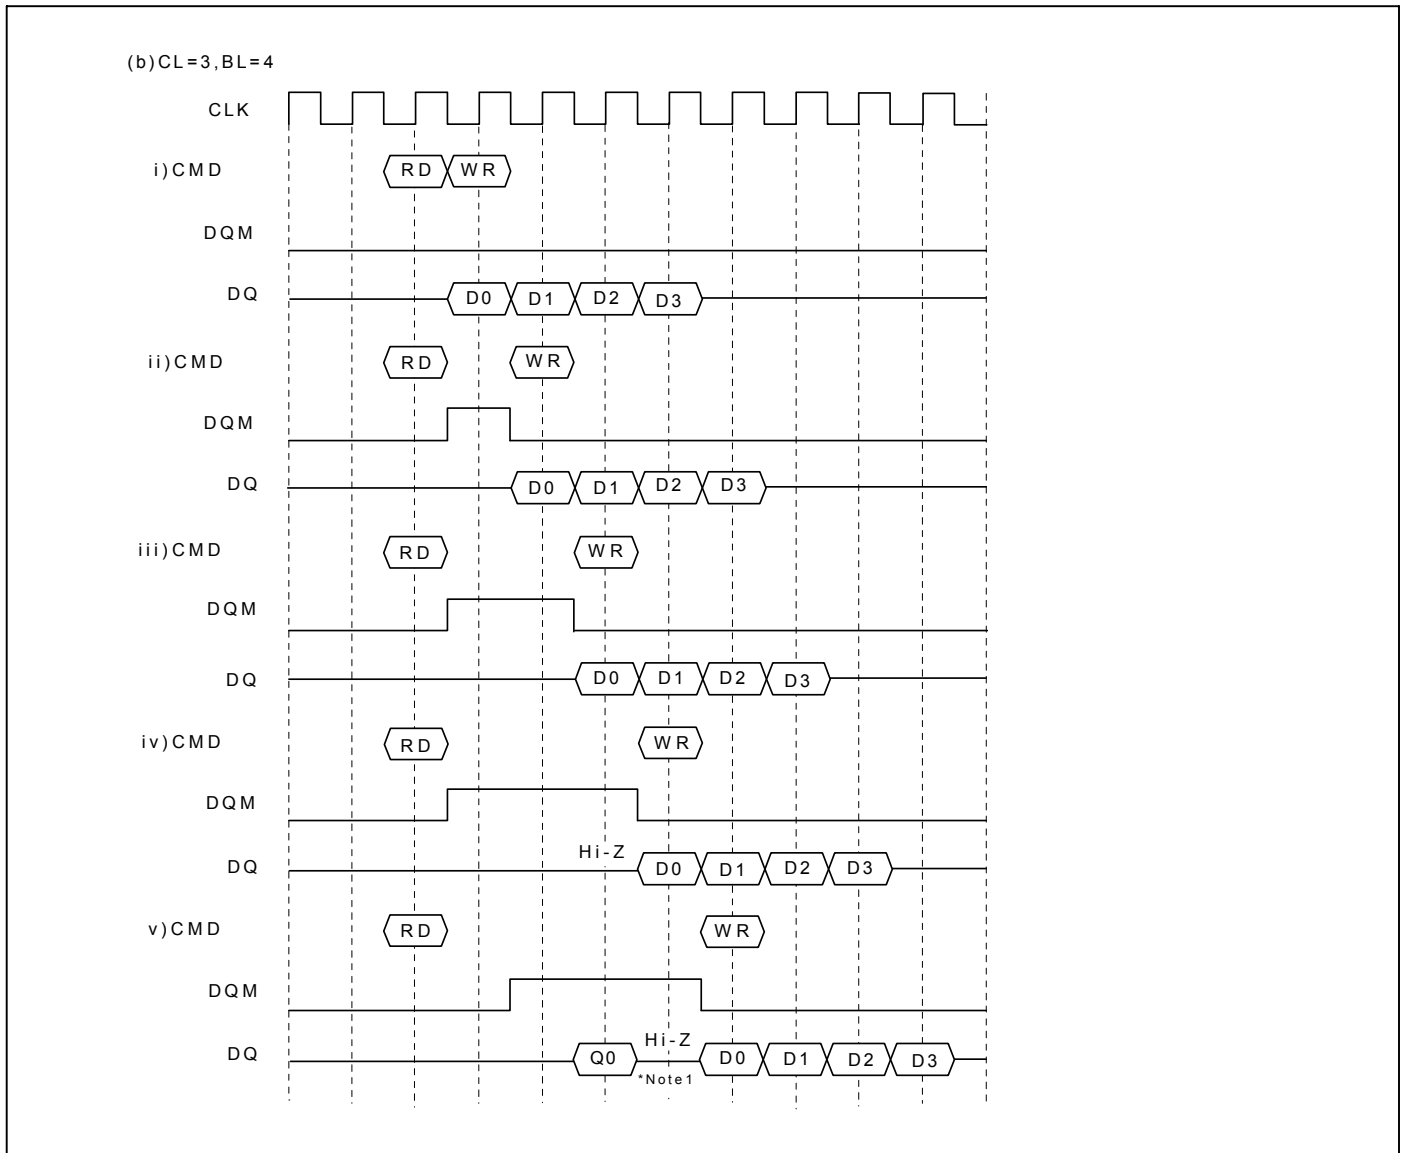 (b)CL=3,BL=4
CLK
i)CMD RD WR
DQM
DQ D0 D1 D2 D3
ii)CMD RD WR
DQM
DQ D0 D1 D2 D3
iii)CMD RD WR
DQM
DQ D0 D1 D2 D3
iv)CMD RD WR
DQM
Hi-Z
DQ D0 D1 D2 D3
v)CMD RD WR
DQM
Hi-Z
DQ Q0 D0 D1 D2 D3
*Note1